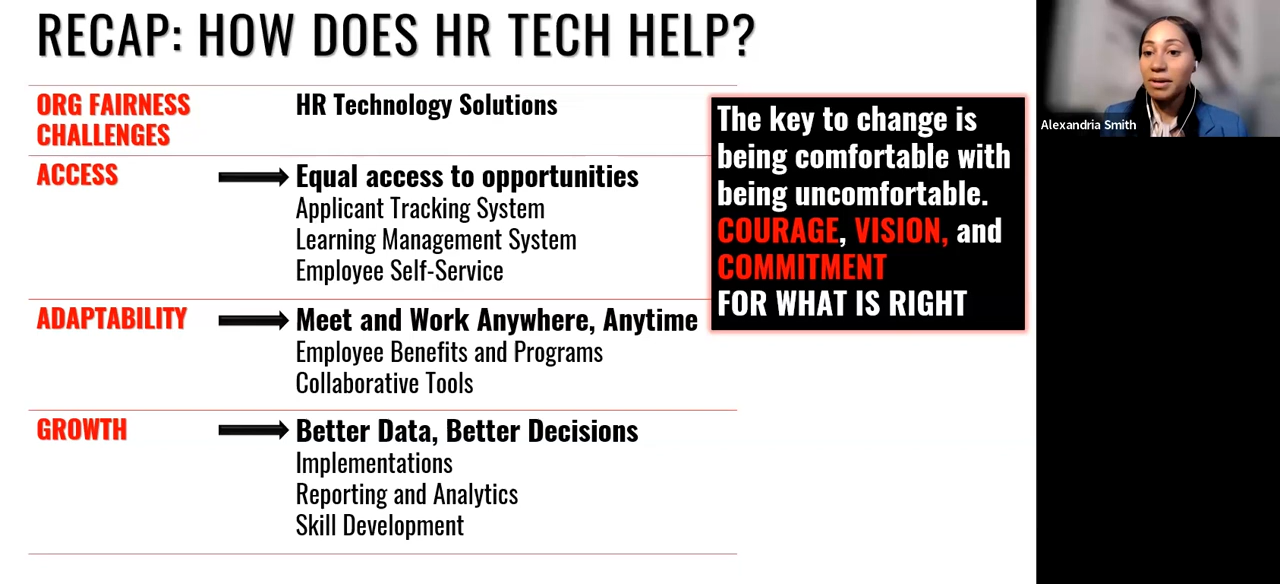 RECAP: HOW DOES HR TECH HELP?
ORG FAIRNESS
CHALLENGES
HR Technology Solutions
ACCESS
Equal access to opportunities
Applicant Tracking System
Learning Management System
Employee Self-Service
ADAPTABILITY
Meet and Work Anywhere, Anytime
Employee Benefits and Programs
Collaborative Tools
GROWTH
Better Data, Better Decisions
Implementations
Reporting and Analytics
Skill Development
The key to change is
being comfortable with
being uncomfortable.
COURAGE, VISION, and
COMMITMENT
FOR WHAT IS RIGHT
Alexandria Smith